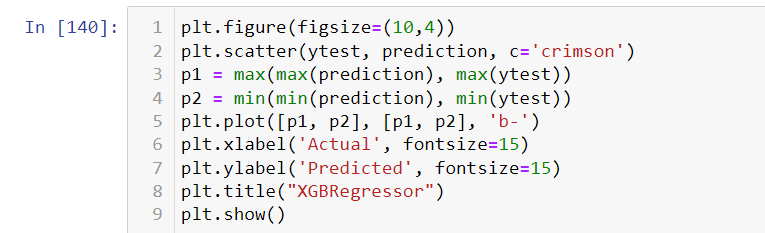 In [140]:
1 plt.figure(figsize=(10,4))
2 plt.scatter(ytest, prediction, c='crimson')
3 p1 = max(max(prediction), max(ytest))
4 p2 = min(min(prediction), min(ytest))
5 plt.plot([p1, p2], [p1, p2], 'b-')
6 plt.xlabel('Actual', fontsize=15)
7 plt.ylabel('Predicted', fontsize=15)
8 plt.title("XGBRegressor")
9 plt.show()